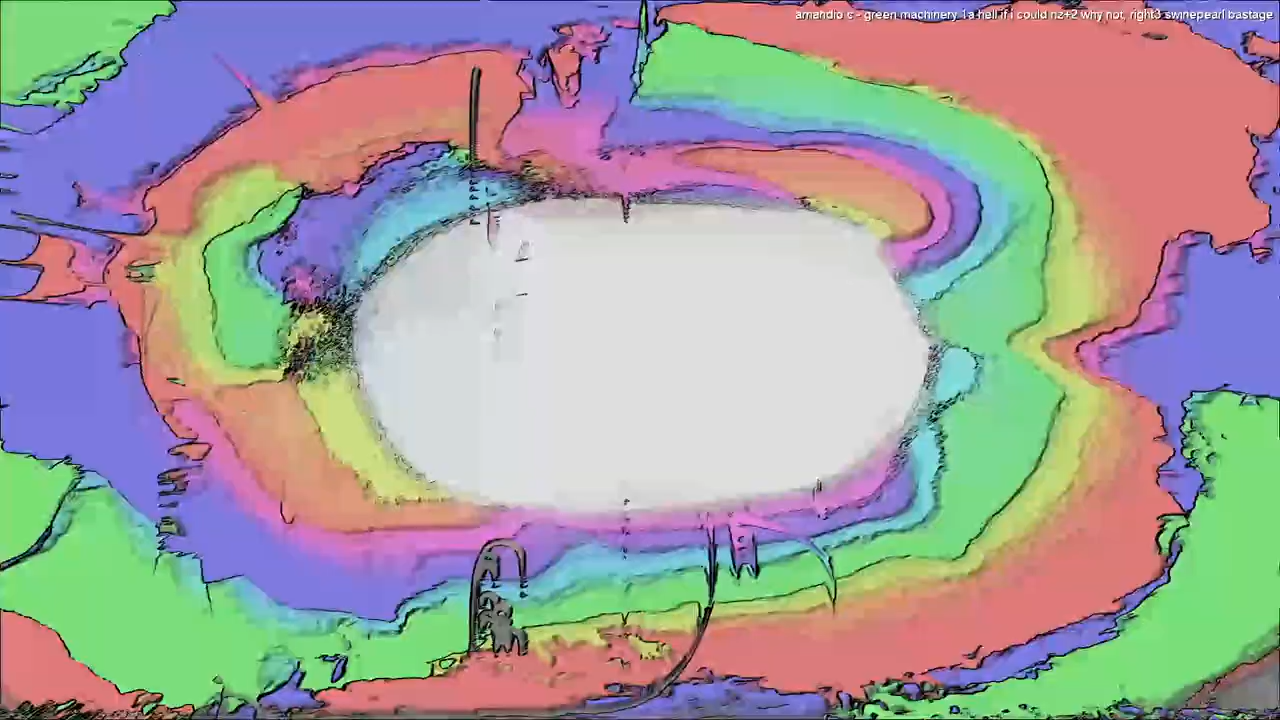 amandio c - green machinery 1a hell if i could nz+2 why not, right3 swinepearl bastage